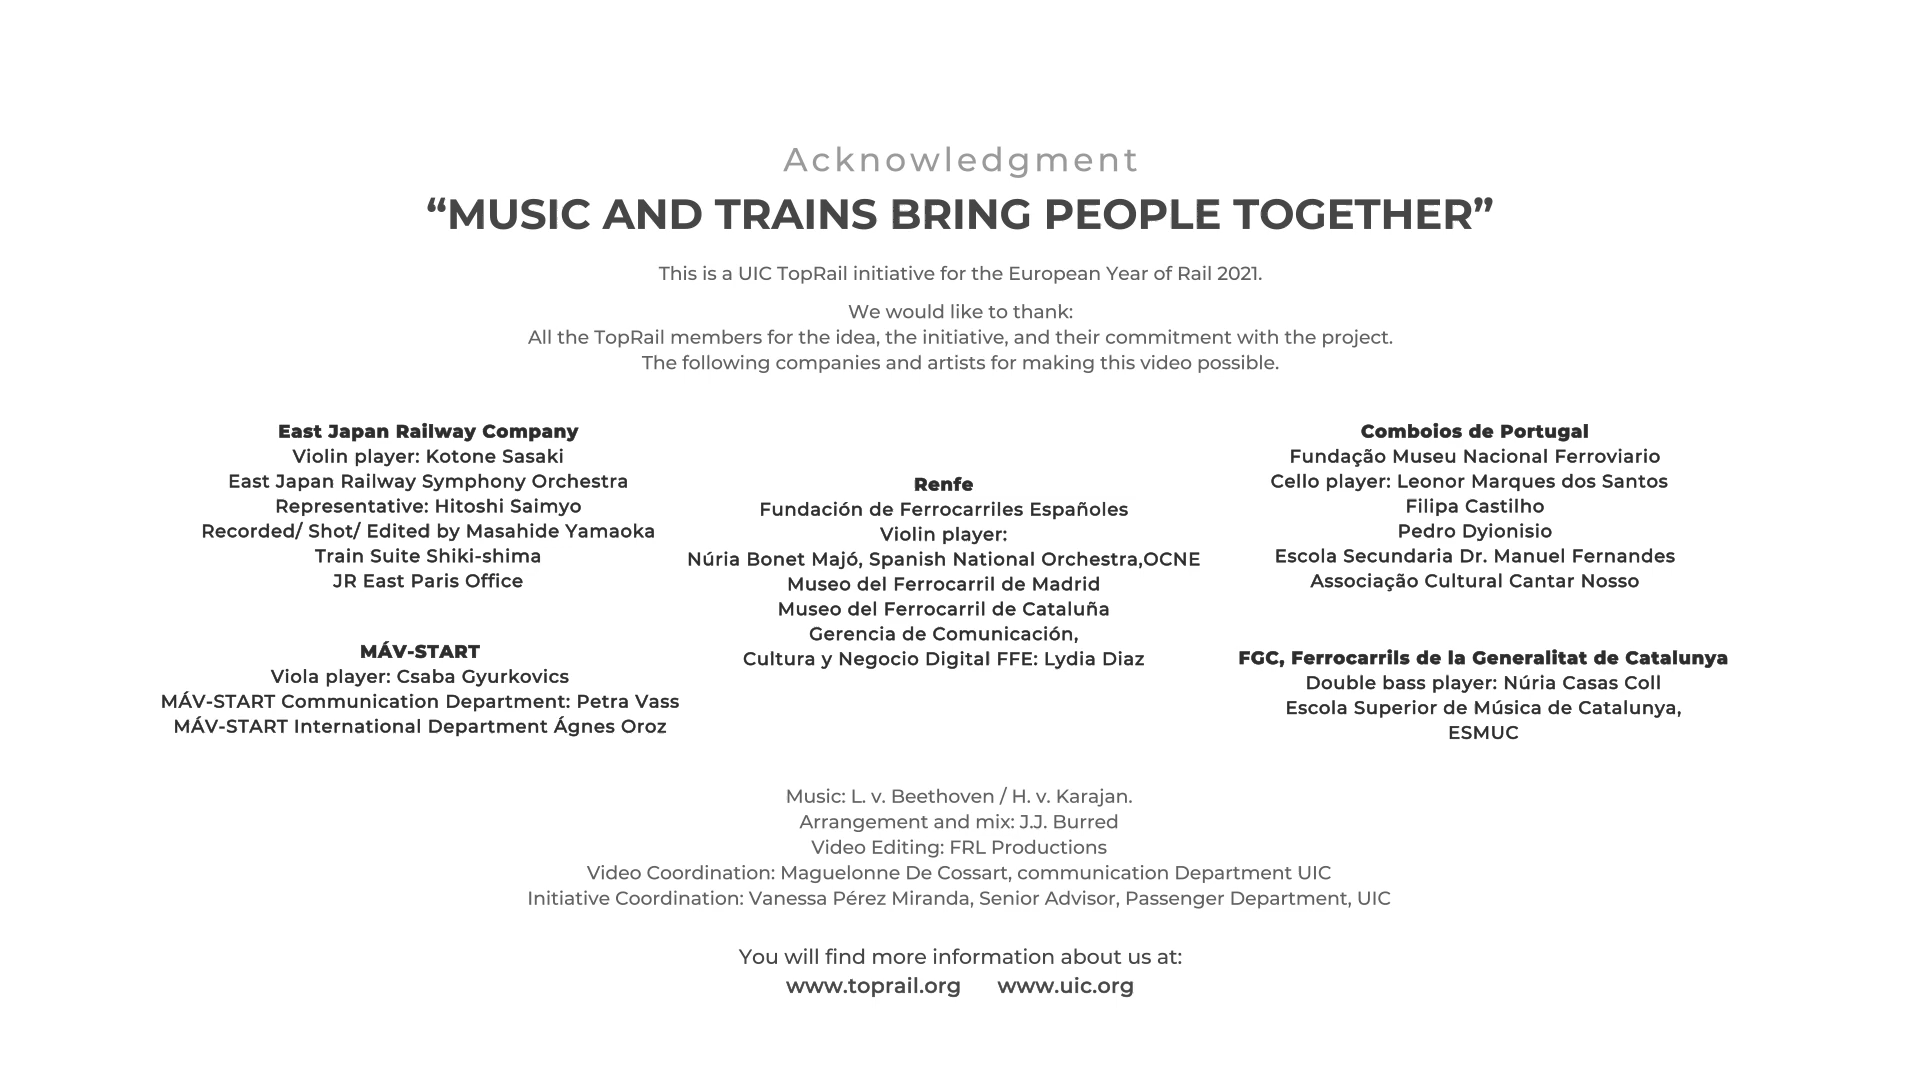 Acknowledgment
“MUSIC AND TRAINS BRING PEOPLE TOGETHER”
This is a UIC TopRail initiative for the European Year of Rail 2021.
We would like to thank:
All the TopRail members for the idea, the initiative, and their commitment with the project.
The following companies and artists for making this video possible.
East Japan Railway Company
Violin player: Kotone Sasaki
East Japan Railway Symphony Orchestra
Representative: Hitoshi Saimyo
Recorded/ Shot/ Edited by Masahide Yamaoka
Train Suite Shiki-shima
JR East Paris Office
MÁV-START
Viola player: Csaba Gyurkovics
MÁV-START Communication Department: Petra Vass
MÁV-START International Department Ágnes Oroz
Renfe
Fundación de Ferrocarriles Españoles
Violin player:
Núria Bonet Majó, Spanish National Orchestra,OCNE
Museo del Ferrocarril de Madrid
Museo del Ferrocarril de Cataluña
Gerencia de Comunicación,
Cultura y Negocio Digital FFE: Lydia Diaz
Comboios de Portugal
Fundação Museu Nacional Ferroviario
Cello player: Leonor Marques dos Santos
Filipa Castilho
Pedro Dyionisio
Escola Secundaria Dr. Manuel Fernandes
Associação Cultural Cantar Nosso
FGC, Ferrocarrils de la Generalitat de Catalunya
Double bass player: Núria Casas Coll
Escola Superior de Música de Catalunya,
ESMUC
Music: L. v. Beethoven / H. v. Karajan.
Arrangement and mix: J.J. Burred
Video Editing: FRL Productions
Video Coordination: Maguelonne De Cossart, communication Department UIC
Initiative Coordination: Vanessa Pérez Miranda, Senior Advisor, Passenger Department, UIC
You will find more information about us at:
www.toprail.org www.uic.org